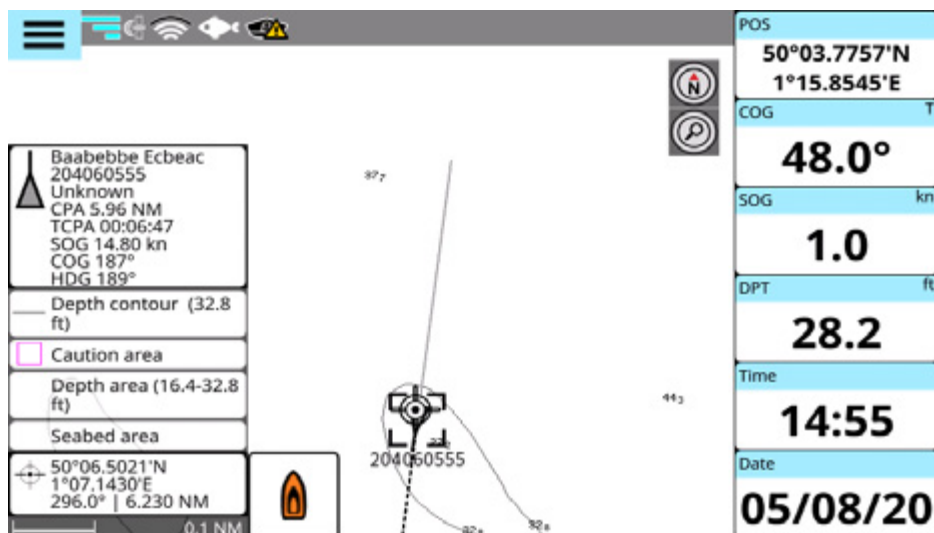 POS
50°03.7757'N
1°15.8545'E
COG T
48.0°
SOG kn
1.0
DPT ft
28.2
Time
14:55
Date
05/08/20
N
Baabebbe Ecbeac
204060555
Unknown
CPA 5.96 NM
TCPA 00:06:47
SOG 14.80 kn
COG 187°
HDG 189°
Depth contour (32.8
ft)
Caution area
Depth area (16.4-32.8
ft)
Seabed area
50°06.5021'N
1°07.1430'E
296.0° | 6.230 NM
0.1 NM
37₇
44₃
204060555
32₈
32₈